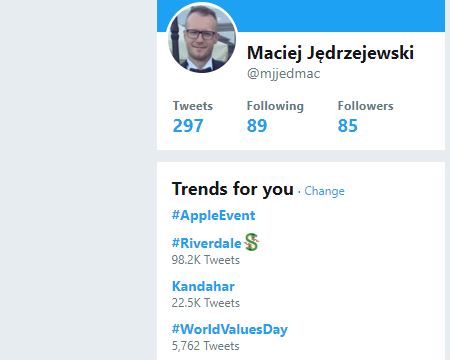 Maciej Jędrzejewski
@mjjedmac
Tweets Following Followers
297 89 85
Trends for you · Change
#AppleEvent
#Riverdale
98.2K Tweets
Kandahar
22.5K Tweets
#WorldValuesDay
5,762 Tweets